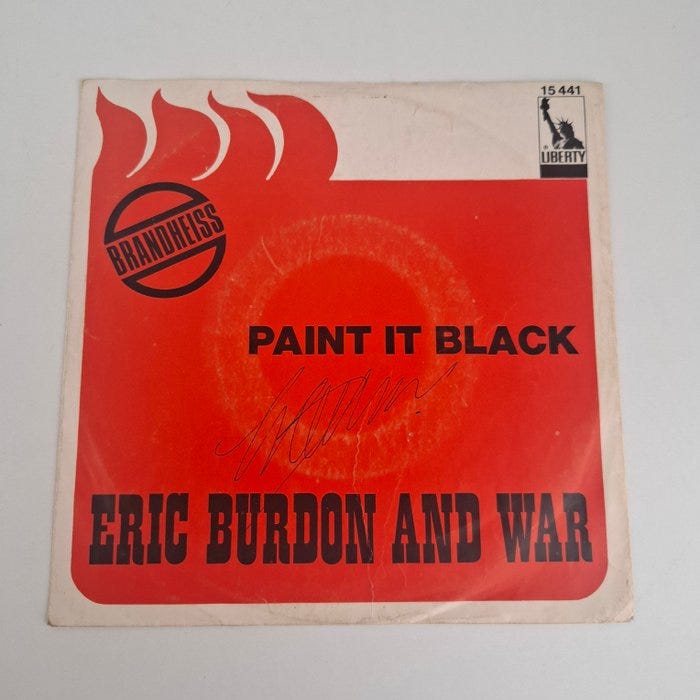 15 441
LIBERTY
BRANDHEISS
PAINT IT BLACK
ERIC BURDON AND WAR